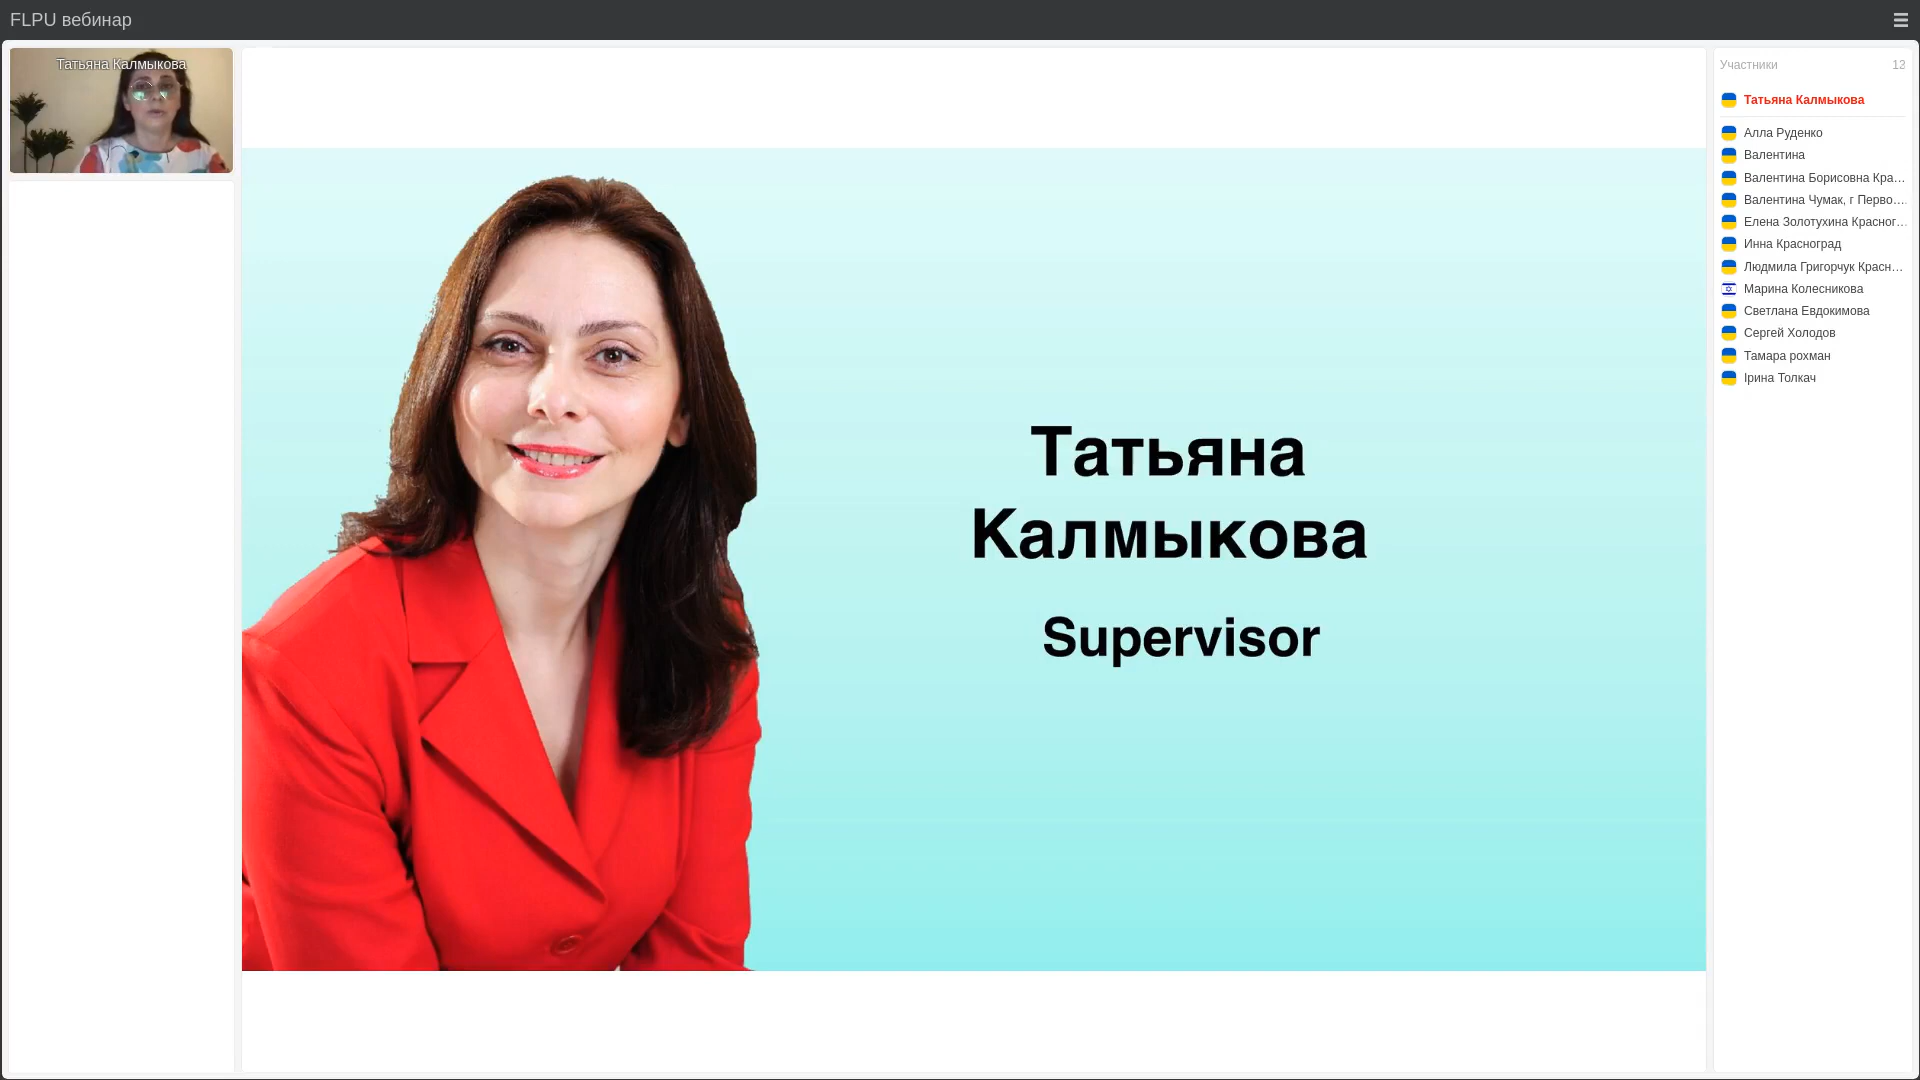 FLPU вебинар
Татьяна Калмыкова
Татьяна
Калмыкова
Supervisor
Участники 13
Татьяна Калмыкова
Алла Руденко
Валентина
Валентина Борисовна Кра...
Валентина Чумак, г Перво...
Елена Золотухина Красног...
Инна Красноград
Людмила Григорчук Красн...
Марина Колесникова
Светлана Евдокимова
Сергей Холодов
Тамара рохман
Ірина Толкач